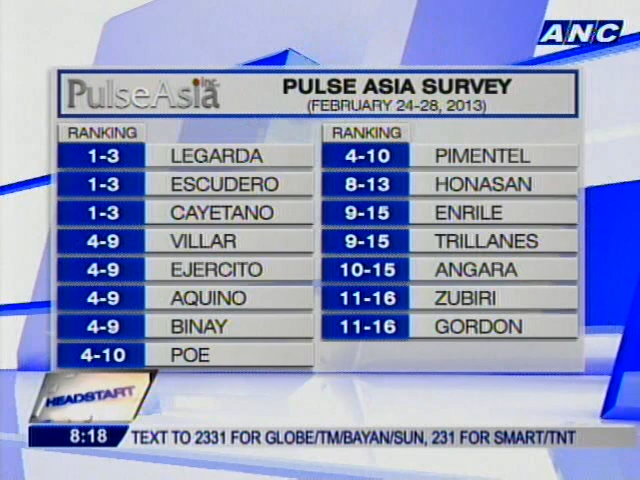 ANC
PulseAsia inc.
PULSE ASIA SURVEY
(FEBRUARY 24-28, 2013)
RANKING
1-3 LEGARDA
1-3 ESCUDERO
1-3 CAYETANO
4-9 VILLAR
4-9 EJERCITO
4-9 AQUINO
4-9 BINAY
4-10 POE
RANKING
4-10 PIMENTEL
8-13 HONASAN
9-15 ENRILE
9-15 TRILLANES
10-15 ANGARA
11-16 ZUBIRI
11-16 GORDON
HEADSTART
8:18 TEXT TO 2331 FOR GLOBE/TM/BAYAN/SUN, 231 FOR SMART/TNT